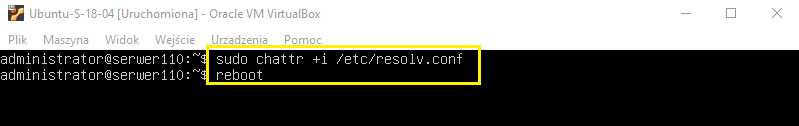 Ubuntu-S-18-04 [Uruchomiona] - Oracle VM VirtualBox
Plik Maszyna Widok Wejście Urządzenia Pomoc
administrator@serwer110:~$ sudo chattr +i /etc/resolv.conf
administrator@serwer110:~$ reboot